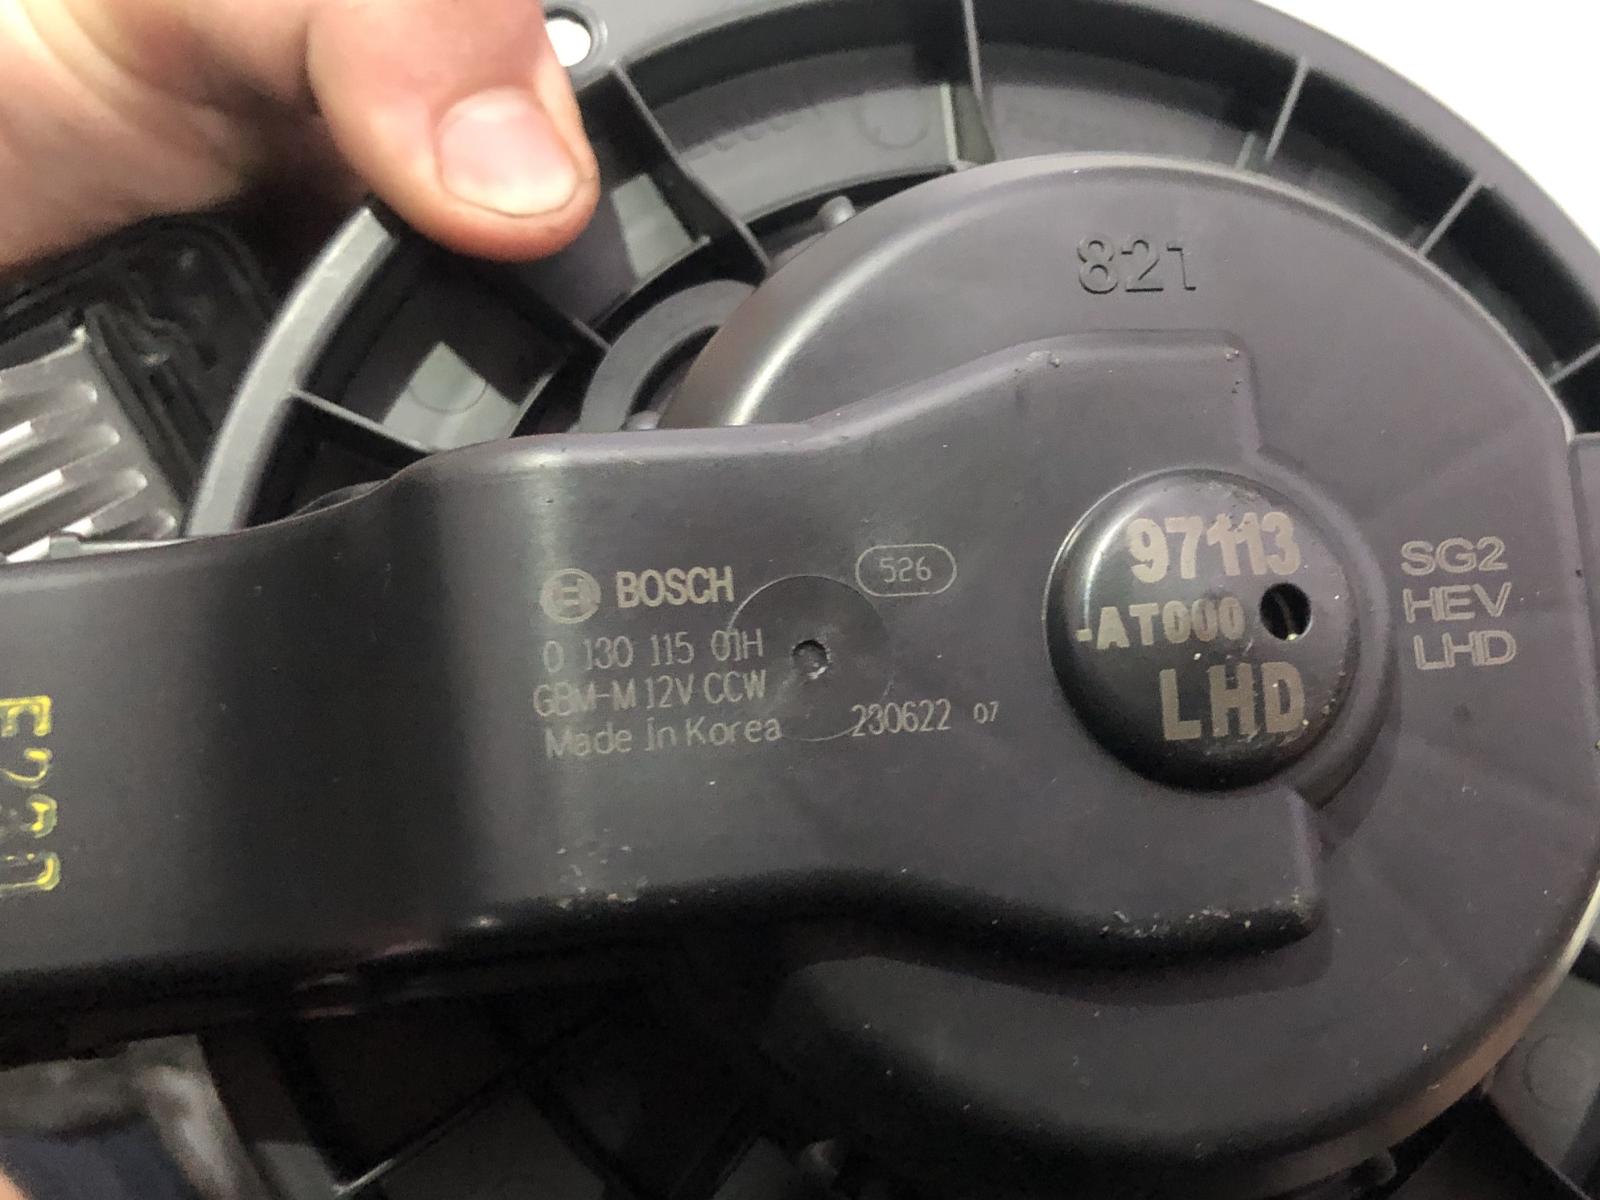 821
526
BOSCH
0 130 115 01H
GBM-M 12V CCW
Made in Korea
230622 07
97113
-AT000
LHD
SG2
HEV
LHD